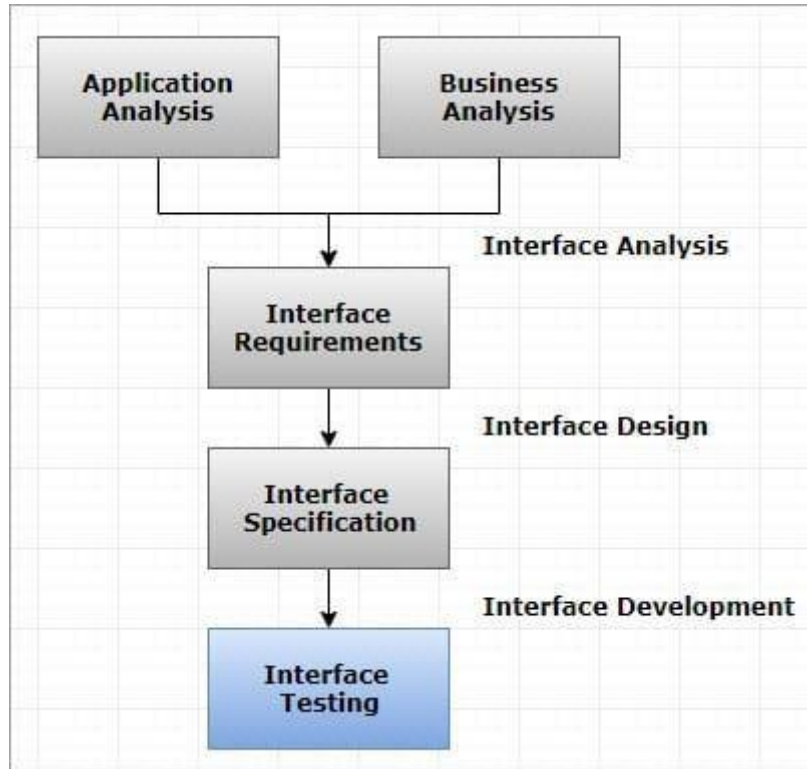 Application
Analysis
Business
Analysis
Interface Analysis
Interface
Requirements
Interface Design
Interface
Specification
Interface Development
Interface
Testing